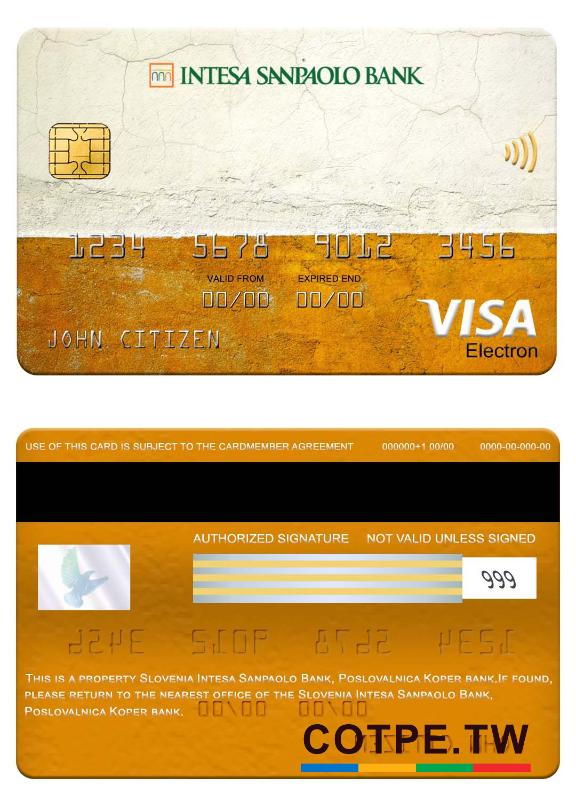 INTESA SANPAOLO BANK
1234 5678 9012 3456
VALID FROM EXPIRED END
00/00 00/00
JOHN CITIZEN
VISA
Electron
USE OF THIS CARD IS SUBJECT TO THE CARDMEMBER AGREEMENT 000000+1 00/00 0000-00-000-00
AUTHORIZED SIGNATURE NOT VALID UNLESS SIGNED
999
THIS IS A PROPERTY SLOVENIA INTESA SANPAOLO BANK, POSLOVALNICA KOPER BANK.IF FOUND,
PLEASE RETURN TO THE NEAREST OFFICE OF THE SLOVENIA INTESA SANPAOLO BANK,
POSLOVALNICA KOPER BANK.
00/00 00/00
COTPE.TW